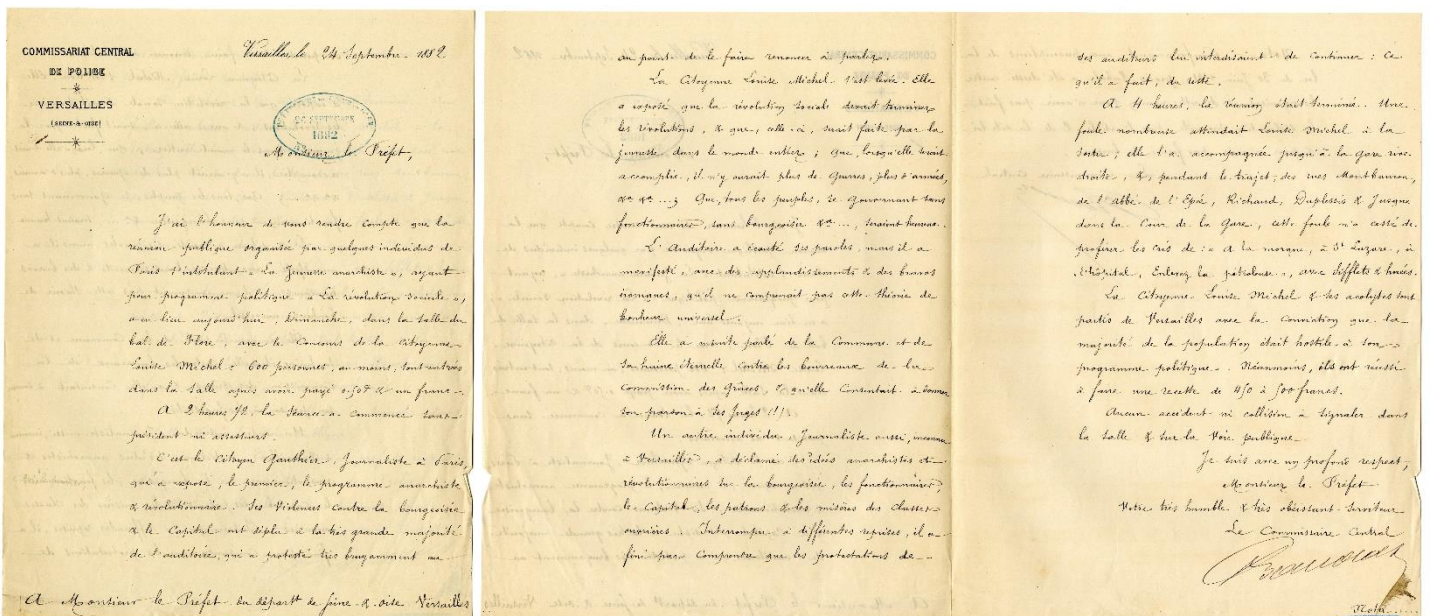 COMMISSARIAT CENTRAL
DE POLICE
VERSAILLES
(SEINE-&-OISE)
Versailles, le 24 Septembre 1882
26 SEPTEMBRE
1882
Monsieur le Préfet,
J'ai l'honneur de vous rendre compte que la
réunion publique organisée par quelques individus de
Paris s'intitulant « La Jeunesse anarchiste », ayant
pour programme politique « La révolution sociale »,
a eu lieu aujourd'hui, Dimanche, dans la salle du
bal de Flore, avec le Concours de la Citoyenne
Louise Michel : 600 personnes, au moins, sont entrées
dans la salle après avoir payé 0.50c & un franc.
A 2 heures 1/2, la Séance a commencé sans
président ni assesseurs.
C'est le Citoyen Gauthier, Journaliste à Paris,
qui a exposé, le premier, le programme anarchiste
& révolutionnaire. Ses Violences contre la bourgeoisie
& le Capital ont déplu à la très grande majorité
de l'auditoire, qui a protesté très bruyamment au
A Monsieur le Préfet du départt de Seine & Oise Versailles
point de le faire renoncer à parler.
La Citoyenne Louise Michel s'est levée. Elle
a exposé que la révolution sociale devait terminer
les révolutions, & que, celle-ci, serait faite par la
jeunesse dans le monde entier ; que, lorsqu'elle serait
accomplie, il n'y aurait plus de guerres, plus d'armées,
&a &a ... ; Que, tous les peuples, se gouvernant sans
fonctionnaires, sans bourgeoisie &a ..., seraient heureux.
L'Auditoire a écouté ses paroles, mais il a
manifesté, avec des applaudissements & des bravos
ironiques, qu'il ne comprenait pas cette théorie de
bonheur universel.
Elle a ensuite parlé de la Commune et de
sa haine éternelle contre les bourreaux de la
Commission des Grâces, & qu'elle Consentait à donner
son pardon à ses Juges !!!
Un autre individu, Journaliste aussi, inconnu
à Versailles, a déclamé des idées anarchistes et
révolutionnaires sur la bourgeoisie, les fonctionnaires,
le Capital, les patrons & les misères des classes
ouvrières. Interrompu à différentes reprises, il a
fini par Comprendre que les protestations de
ses auditeurs lui interdisaient de continuer : Ce
qu'il a fait, du reste.
A 4 heures, la réunion était terminée. Une
foule nombreuse attendait Louise Michel à la
sortie ; elle l'a accompagnée jusqu'à la gare rive
droite, &, pendant le trajet, des rues Montbauron,
de l'abbé de l'Epée, Richaud, Duplessis & Jusque
dans la Cour de la Gare, cette foule n'a cessé de
proférer les cris de : « A la morgue, à St Lazare, à
l'hôpital, Enlevez la pétroleuse », avec Sifflets & huées.
La Citoyenne Louise Michel & ses acolytes sont
partis de Versailles avec la Conviction que la
majorité de la population était hostile à son
programme politique. Néanmoins, ils ont réussi
à faire une recette de 450 à 500 francs.
Aucun accident ni collision à signaler dans
la salle & sur la Voie publique.
Je suis avec un profond respect,
Monsieur le Préfet
Votre très humble & très obéissant Serviteur
Le Commissaire Central